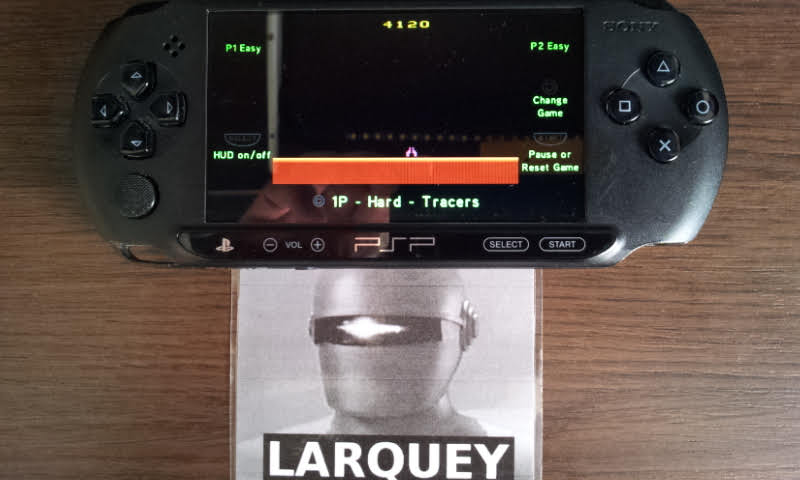 4120
P1 Easy
P2 Easy
SONY
Change
Game
SELECT
HUD on/off
Pause or
Reset Game
1P - Hard - Tracers
VOL
PSP
SELECT
START
LARQUEY